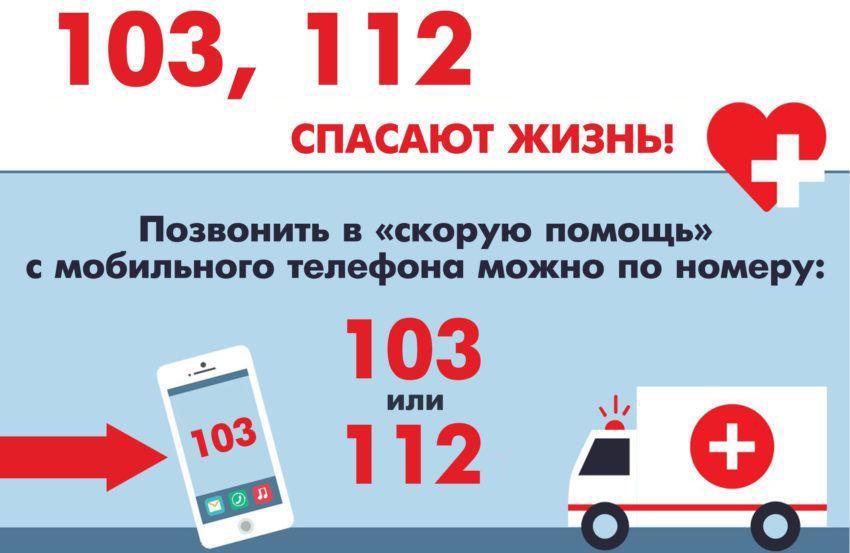 103, 112
СПАСАЮТ ЖИЗНЬ!
Позвонить в «скорую помощь»
с мобильного телефона можно по номеру:
103
или
112
103